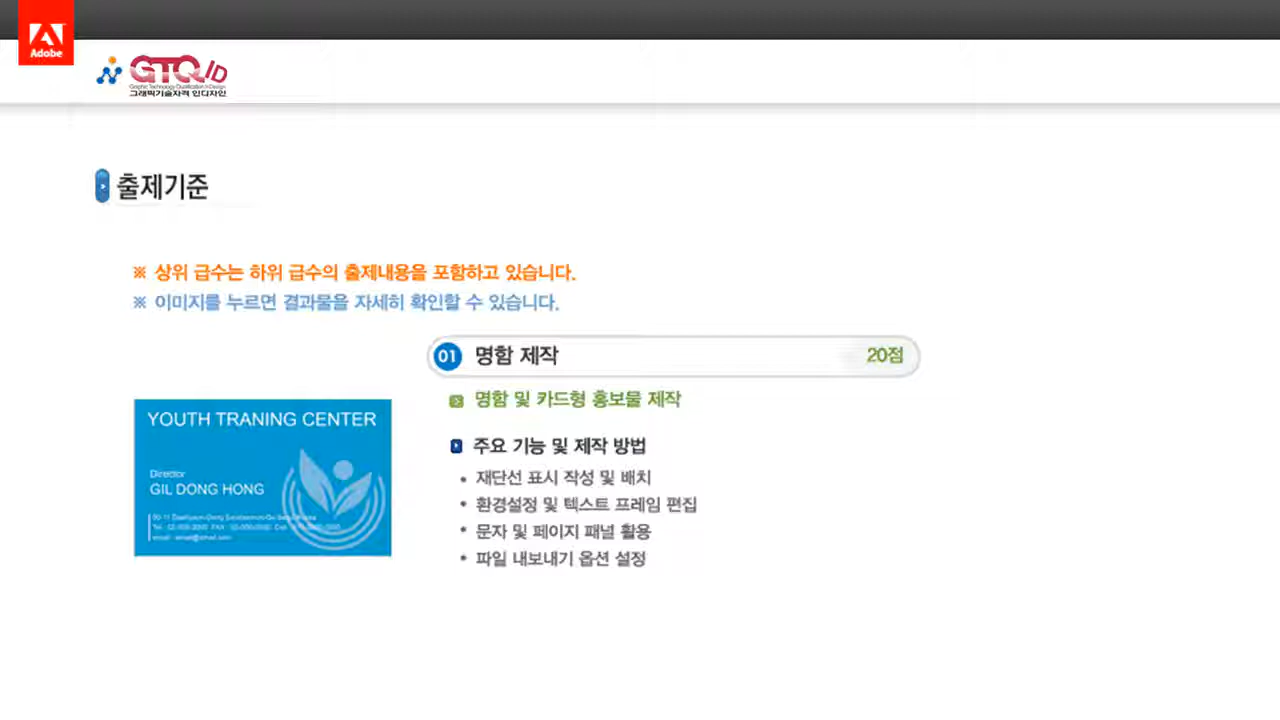 Adobe
GTQ ID
Graphic Technology Qualification InDesign
그래픽기술자격 인디자인
출제기준
※ 상위 급수는 하위 급수의 출제내용을 포함하고 있습니다.
※ 이미지를 누르면 결과물을 자세히 확인할 수 있습니다.
01 명함 제작 20점
명함 및 카드형 홍보물 제작
주요 기능 및 제작 방법
• 재단선 표시 작성 및 배치
• 환경설정 및 텍스트 프레임 편집
• 문자 및 페이지 패널 활용
• 파일 내보내기 옵션 설정
YOUTH TRANING CENTER
Director
GIL DONG HONG